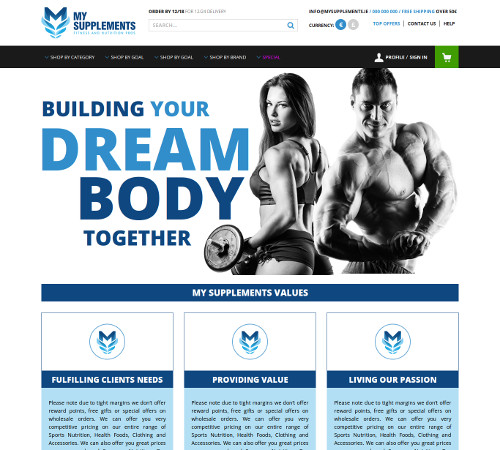 MY
SUPPLEMENTS
FITNESS AND NUTRITION FREE
ORDER BY 12/18 FOR 12/24 DELIVERY*
INFO@MYSUPPLEMENTS.IE / 000 000 000 / FREE SHIPPING OVER 50€
SEARCH...
CURRENCY: € £
TOP OFFERS | CONTACT US | HELP
SHOP BY CATEGORY SHOP BY GOAL SHOP BY GOAL SHOP BY BRAND SPECIAL
PROFILE / SIGN IN
BUILDING YOUR
DREAM
BODY
TOGETHER
MY SUPPLEMENTS VALUES
FULFILLING CLIENTS NEEDS
Please note due to tight margins we don't offer
reward points, free gifts or special offers on
wholesale orders. We can offer you very
competitive pricing on our entire range of
Sports Nutrition, Health Foods, Clothing and
Accessories. We can also offer you great prices
PROVIDING VALUE
Please note due to tight margins we don't offer
reward points, free gifts or special offers on
wholesale orders. We can offer you very
competitive pricing on our entire range of
Sports Nutrition, Health Foods, Clothing and
Accessories. We can also offer you great prices
LIVING OUR PASSION
Please note due to tight margins we don't offer
reward points, free gifts or special offers on
wholesale orders. We can offer you very
competitive pricing on our entire range of
Sports Nutrition, Health Foods, Clothing and
Accessories. We can also offer you great prices